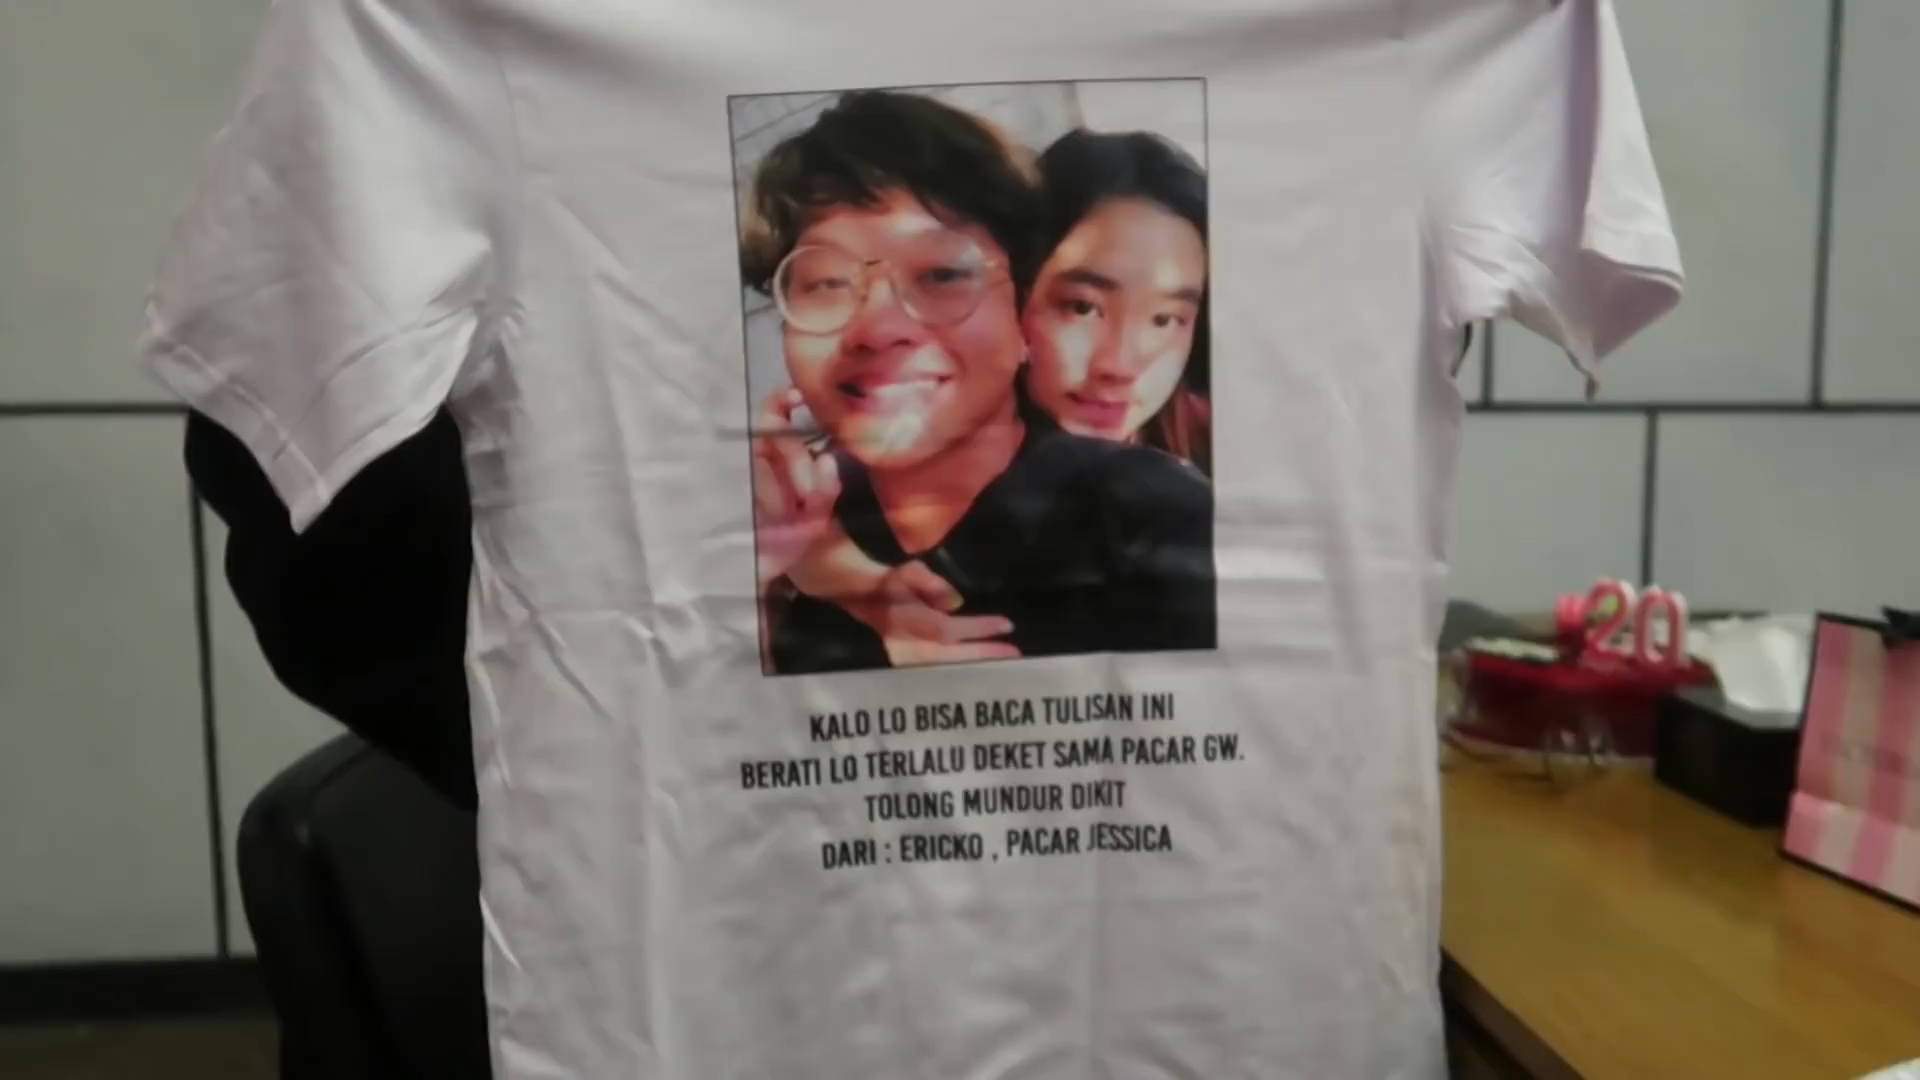 KALO LO BISA BACA TULISAN INI
BERATI LO TERLALU DEKET SAMA PACAR GW.
TOLONG MUNDUR DIKIT
DARI : ERICKO , PACAR JESSICA
20